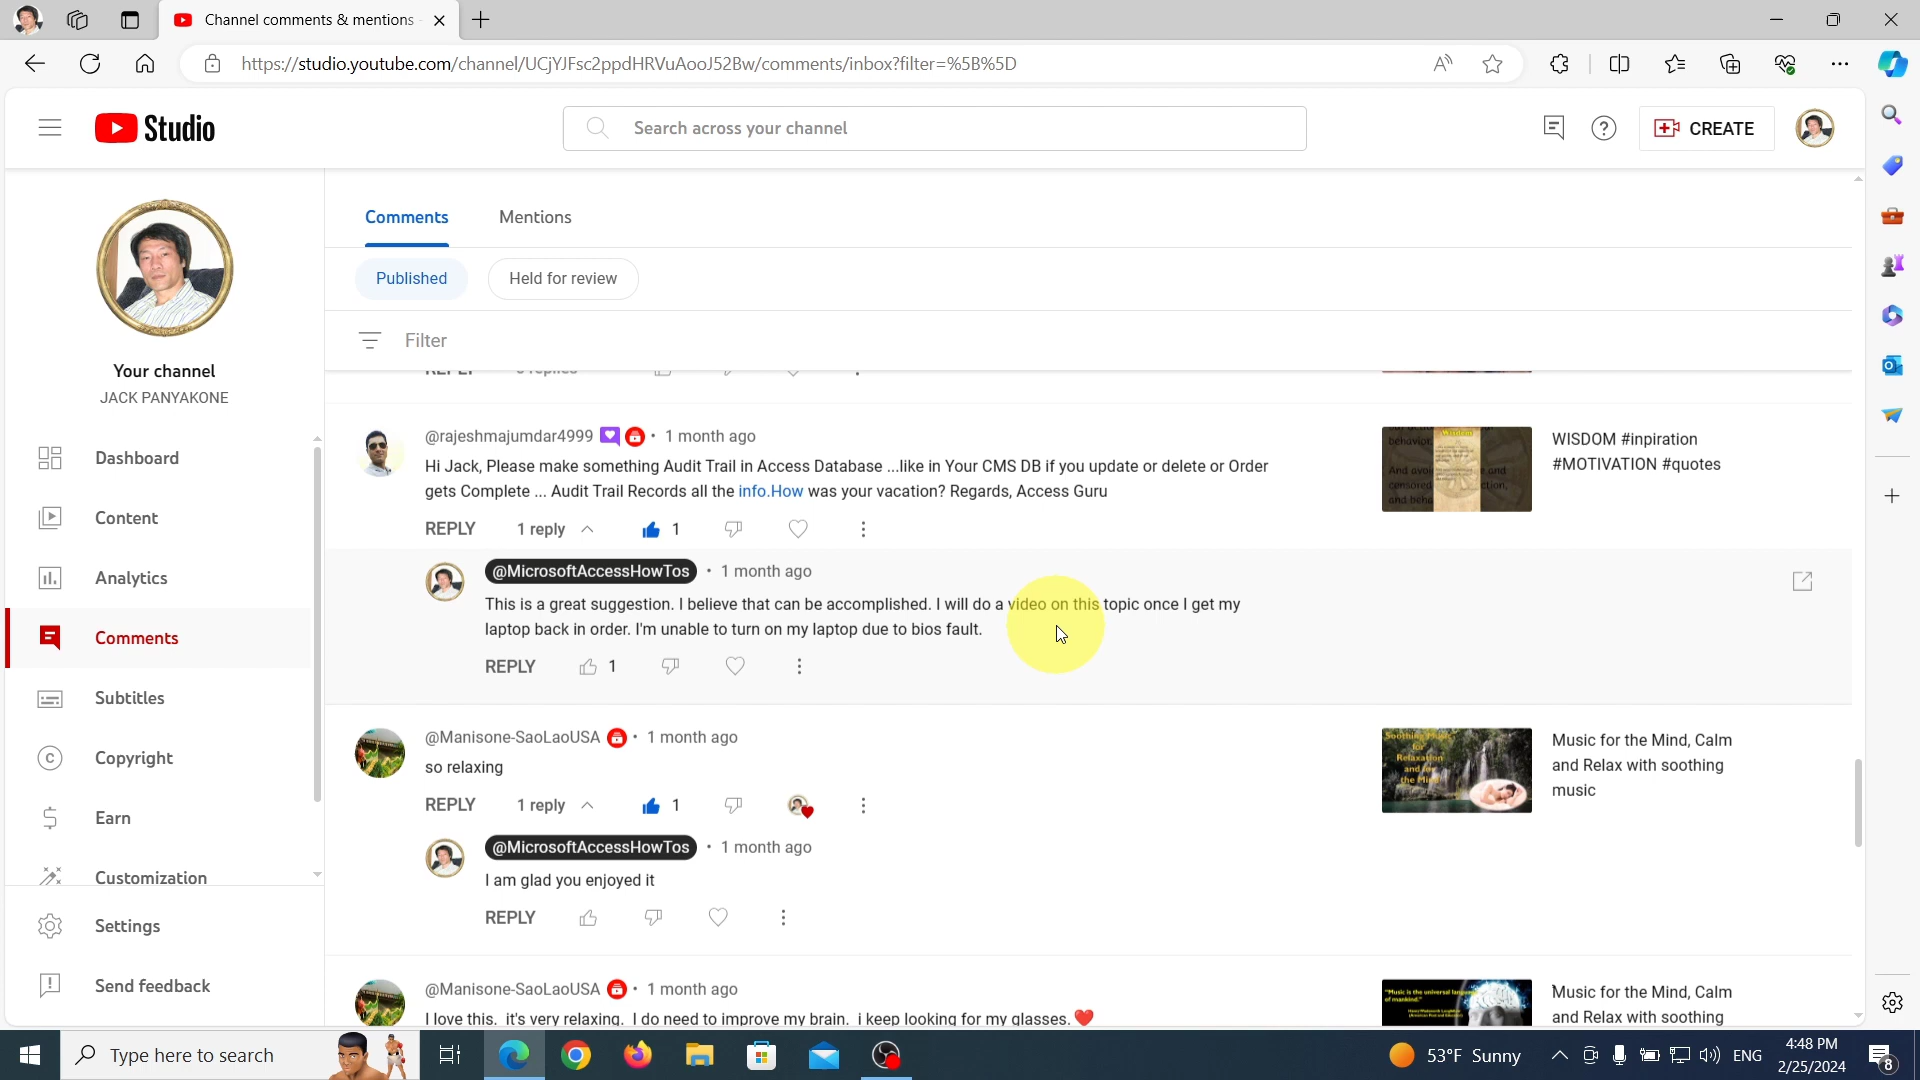 Channel comments & mentions
https://studio.youtube.com/channel/UCjYJFsc2ppdHRVuAooJ52Bw/comments/inbox?filter=%5B%5D
Studio
Search across your channel
CREATE
Your channel
JACK PANYAKONE
Dashboard
Content
Analytics
Comments
Subtitles
Copyright
Earn
Customization
Settings
Send feedback
Comments
Mentions
Published
Held for review
Filter
@rajeshmajumdar4999 • 1 month ago
Hi Jack, Please make something Audit Trail in Access Database ...like in Your CMS DB if you update or delete or Order
gets Complete ... Audit Trail Records all the info.How was your vacation? Regards, Access Guru
REPLY 1 reply 1
WISDOM #inpiration
#MOTIVATION #quotes
@MicrosoftAccessHowTos • 1 month ago
This is a great suggestion. I believe that can be accomplished. I will do a video on this topic once I get my
laptop back in order. I'm unable to turn on my laptop due to bios fault.
REPLY 1
@Manisone-SaoLaoUSA • 1 month ago
so relaxing
REPLY 1 reply 1
Soothing Music
for
Relaxation
and for
the Mind
Music for the Mind, Calm
and Relax with soothing
music
@MicrosoftAccessHowTos • 1 month ago
I am glad you enjoyed it
REPLY
@Manisone-SaoLaoUSA • 1 month ago
I love this. it's very relaxing. I do need to improve my brain. i keep looking for my glasses.
Music for the Mind, Calm
and Relax with soothing
Type here to search
53°F Sunny
ENG
4:48 PM
2/25/2024
8